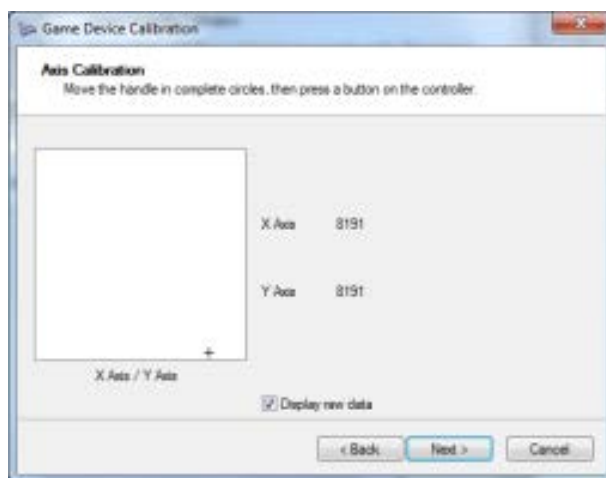 Game Device Calibration
Axis Calibration
Move the handle in complete circles, then press a button on the controller.
X Axis 8191
Y Axis 8191
X Axis / Y Axis
Display raw data
< Back Next > Cancel